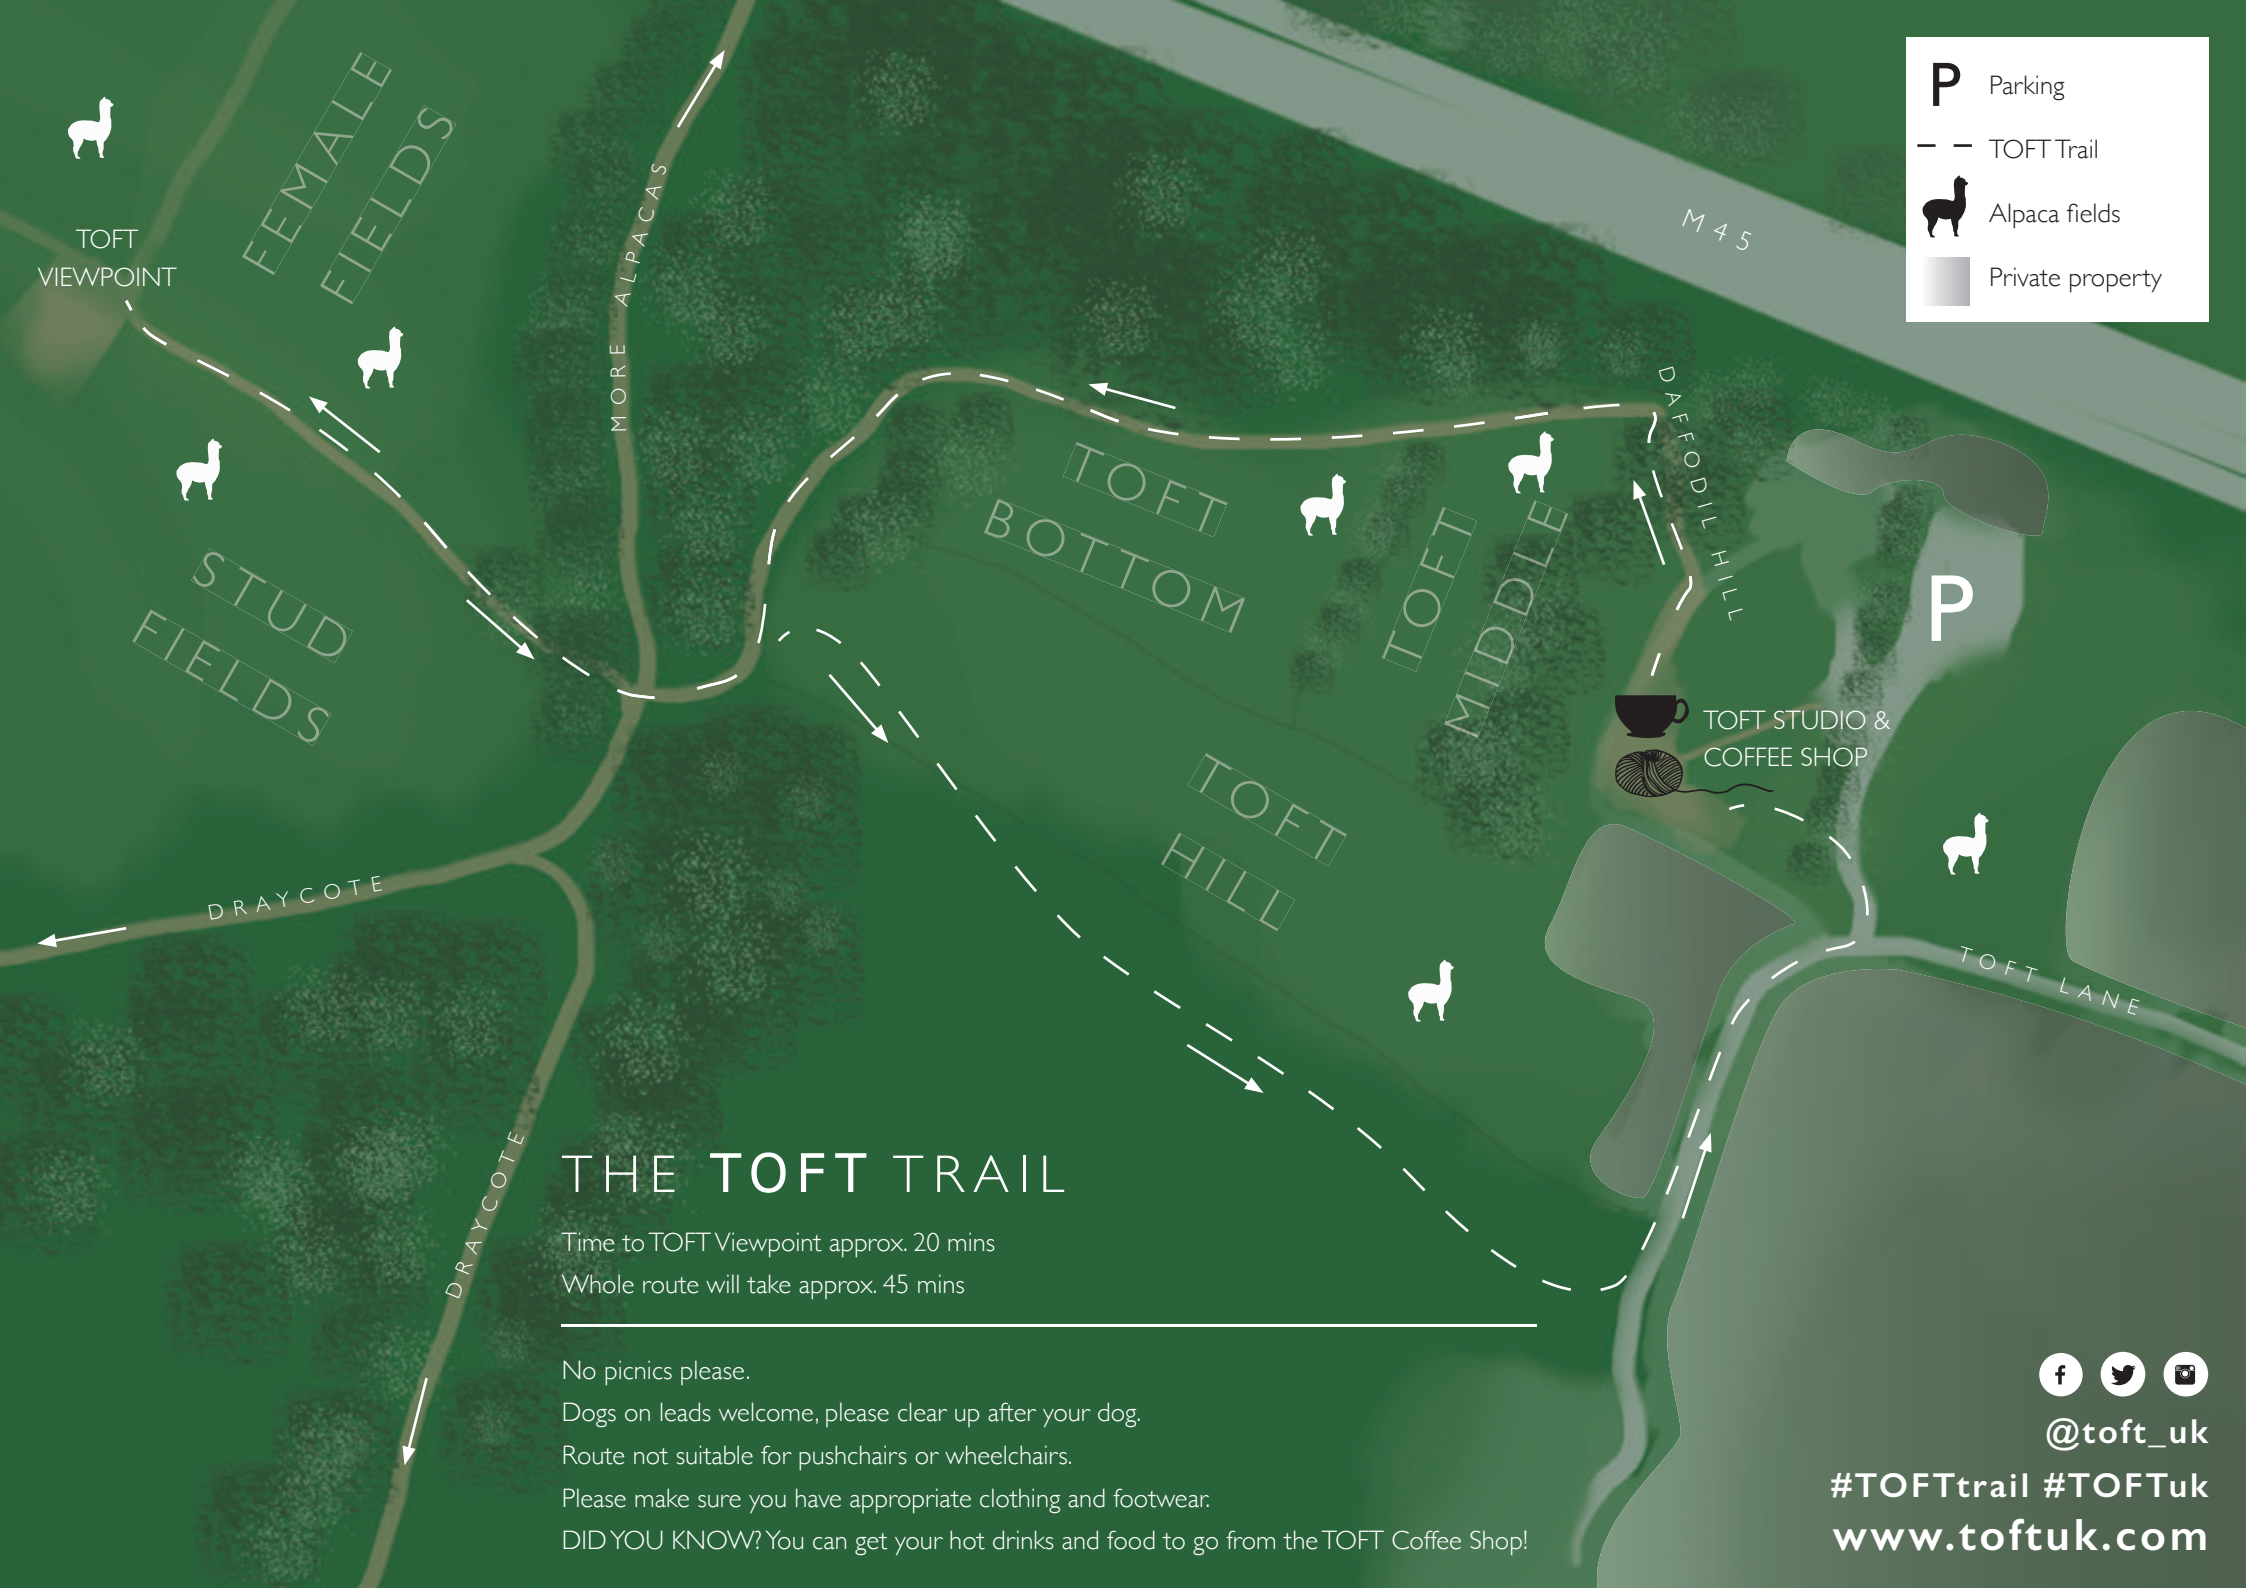 P Parking
TOFT Trail
Alpaca fields
Private property
M45
FEMALE
FIELDS
TOFT
VIEWPOINT
MORE ALPACAS
DAFFODIL HILL
TOFT
BOTTOM
TOFT
MIDDLE
STUD
FIELDS
P
TOFT STUDIO &
COFFEE SHOP
TOFT
HILL
DRAYCOTE
TOFT LANE
DRAYCOTE
THE TOFT TRAIL
Time to TOFT Viewpoint approx. 20 mins
Whole route will take approx. 45 mins
No picnics please.
Dogs on leads welcome, please clear up after your dog.
Route not suitable for pushchairs or wheelchairs.
Please make sure you have appropriate clothing and footwear.
DID YOU KNOW? You can get your hot drinks and food to go from the TOFT Coffee Shop!
@toft_uk
#TOFTtrail #TOFTuk
www.toftuk.com